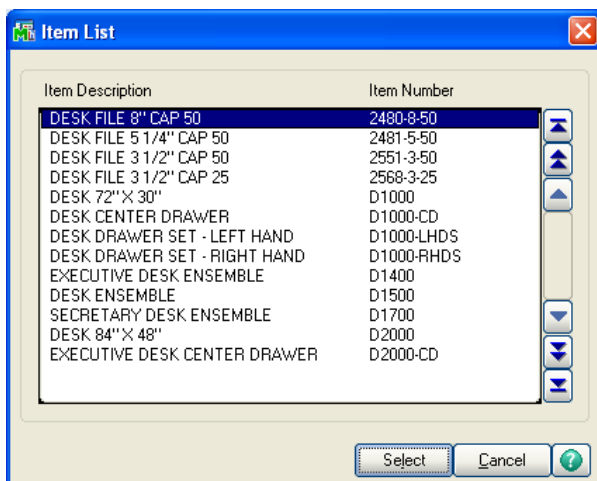 Item List
Item Description Item Number
DESK FILE 8" CAP 50 2480-8-50
DESK FILE 5 1/4" CAP 50 2481-5-50
DESK FILE 3 1/2" CAP 50 2551-3-50
DESK FILE 3 1/2" CAP 25 2568-3-25
DESK 72" X 30" D1000
DESK CENTER DRAWER D1000-CD
DESK DRAWER SET - LEFT HAND D1000-LHDS
DESK DRAWER SET - RIGHT HAND D1000-RHDS
EXECUTIVE DESK ENSEMBLE D1400
DESK ENSEMBLE D1500
SECRETARY DESK ENSEMBLE D1700
DESK 84" X 48" D2000
EXECUTIVE DESK CENTER DRAWER D2000-CD
Select Cancel ?